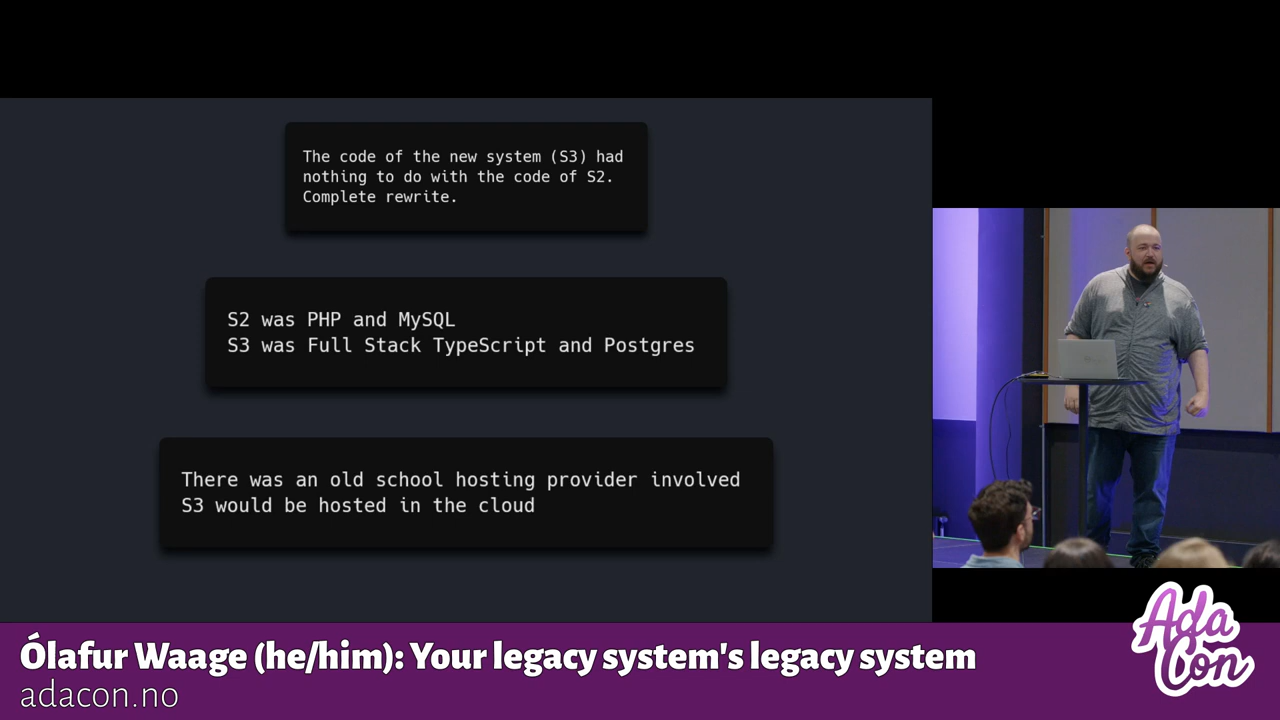 The code of the new system (S3) had
nothing to do with the code of S2.
Complete rewrite.
S2 was PHP and MySQL
S3 was Full Stack TypeScript and Postgres
There was an old school hosting provider involved
S3 would be hosted in the cloud
Ólafur Waage (he/him): Your legacy system's legacy system
adacon.no
Ada
Con